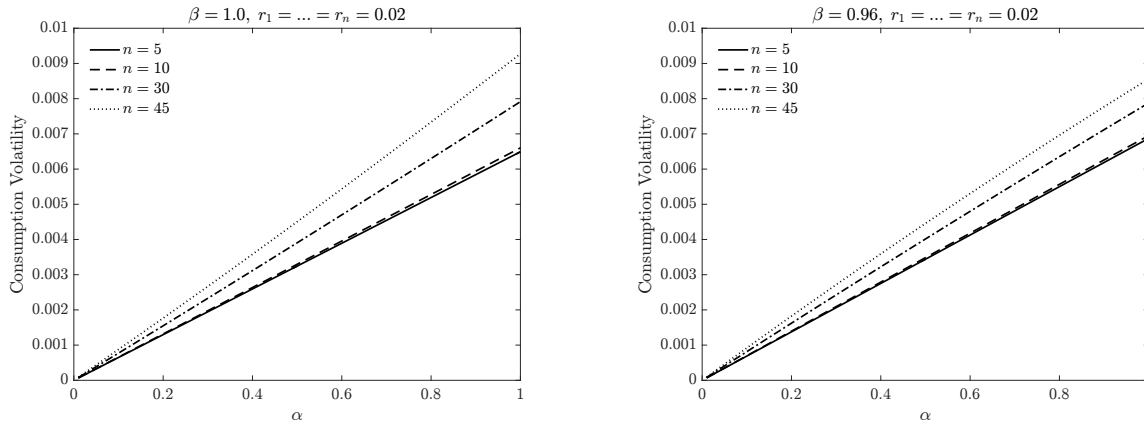 β = 1.0, r₁ = ... = rₙ = 0.02
0.01
0.009
0.008
0.007
0.006
0.005
0.004
0.003
0.002
0.001
0
Consumption Volatility
n = 5
n = 10
n = 30
n = 45
0 0.2 0.4 0.6 0.8 1
α
β = 0.96, r₁ = ... = rₙ = 0.02
0.01
0.009
0.008
0.007
0.006
0.005
0.004
0.003
0.002
0.001
0
Consumption Volatility
n = 5
n = 10
n = 30
n = 45
0 0.2 0.4 0.6 0.8
α